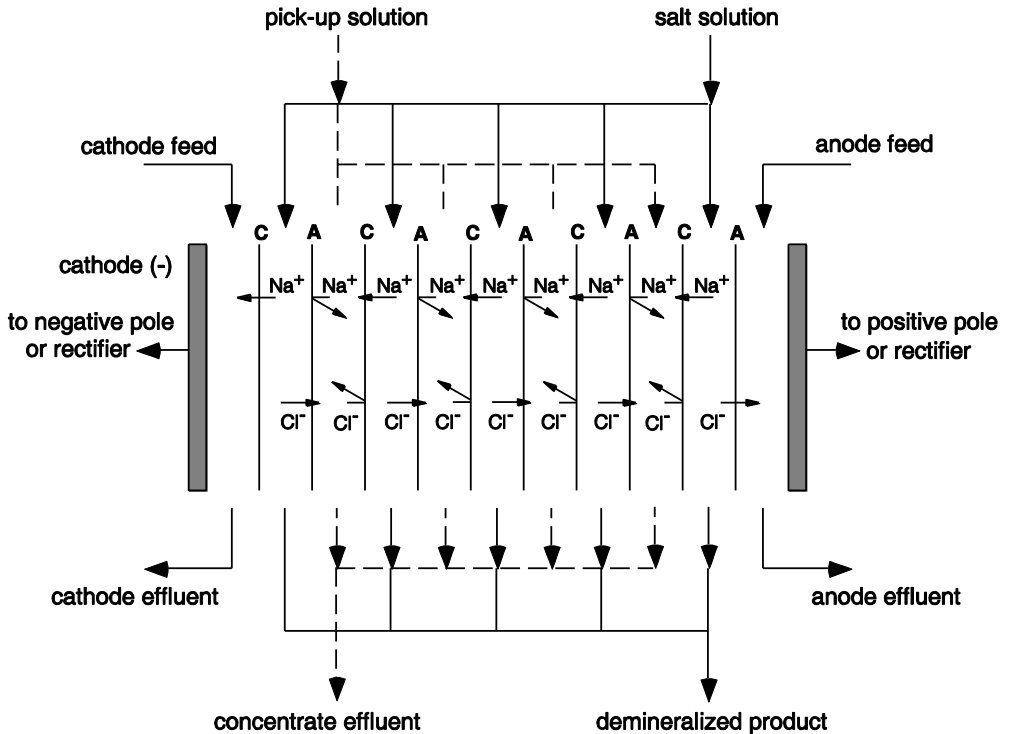 pick-up solution
salt solution
cathode feed
anode feed
C A C A C A C A C A
cathode (-)
Na+ Na+ Na+ Na+ Na+ Na+ Na+ Na+ Na+
to negative pole
or rectifier
to positive pole
or rectifier
Cl- Cl- Cl- Cl- Cl- Cl- Cl- Cl- Cl-
cathode effluent
anode effluent
concentrate effluent
demineralized product